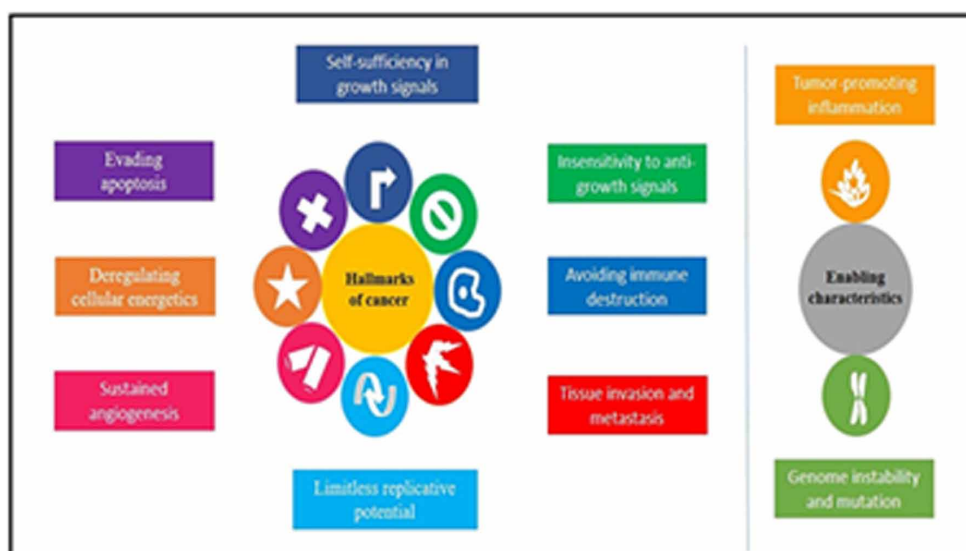 Self-sufficiency in
growth signals
Evading
apoptosis
Insensitivity to anti-
growth signals
Deregulating
cellular energetics
Hallmarks
of cancer
Avoiding immune
destruction
Sustained
angiogenesis
Tissue invasion and
metastasis
Limitless replicative
potential
Tumor-promoting
inflammation
Enabling
characteristics
Genome instability
and mutation